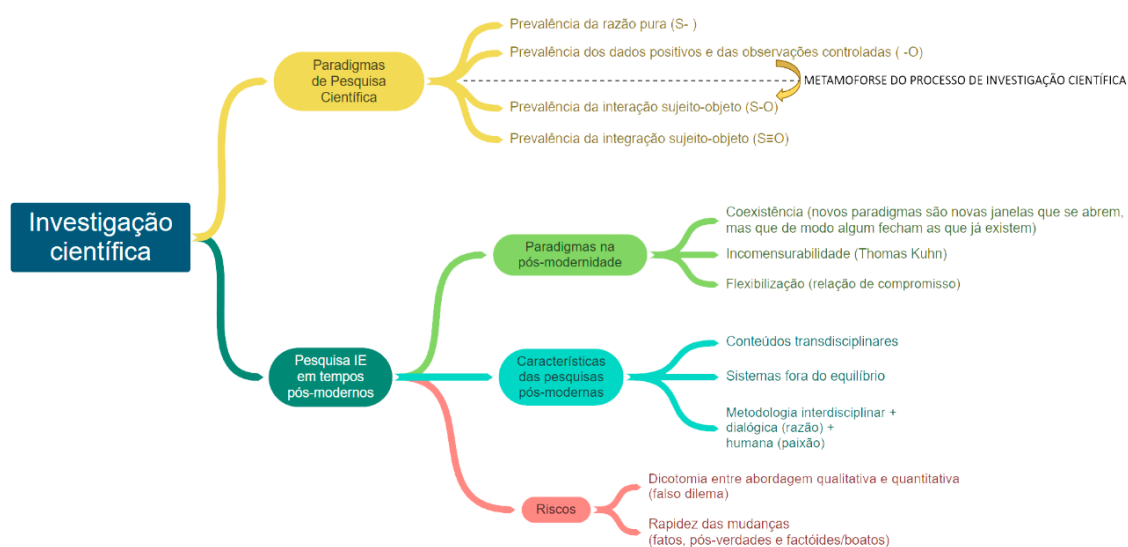 Investigação
científica
Paradigmas
de Pesquisa
Científica
Prevalência da razão pura (S- )
Prevalência dos dados positivos e das observações controladas ( -O)
METAMOFORSE DO PROCESSO DE INVESTIGAÇÃO CIENTÍFICA
Prevalência da interação sujeito-objeto (S-O)
Prevalência da integração sujeito-objeto (S≡O)
Pesquisa IE
em tempos
pós-modernos
Paradigmas na
pós-modernidade
Coexistência (novos paradigmas são novas janelas que se abrem,
mas que de modo algum fecham as que já existem)
Incomensurabilidade (Thomas Kuhn)
Flexibilização (relação de compromisso)
Características
das pesquisas
pós-modernas
Conteúdos transdisciplinares
Sistemas fora do equilíbrio
Metodologia interdisciplinar +
dialógica (razão) +
humana (paixão)
Riscos
Dicotomia entre abordagem qualitativa e quantitativa
(falso dilema)
Rapidez das mudanças
(fatos, pós-verdades e factóides/boatos)